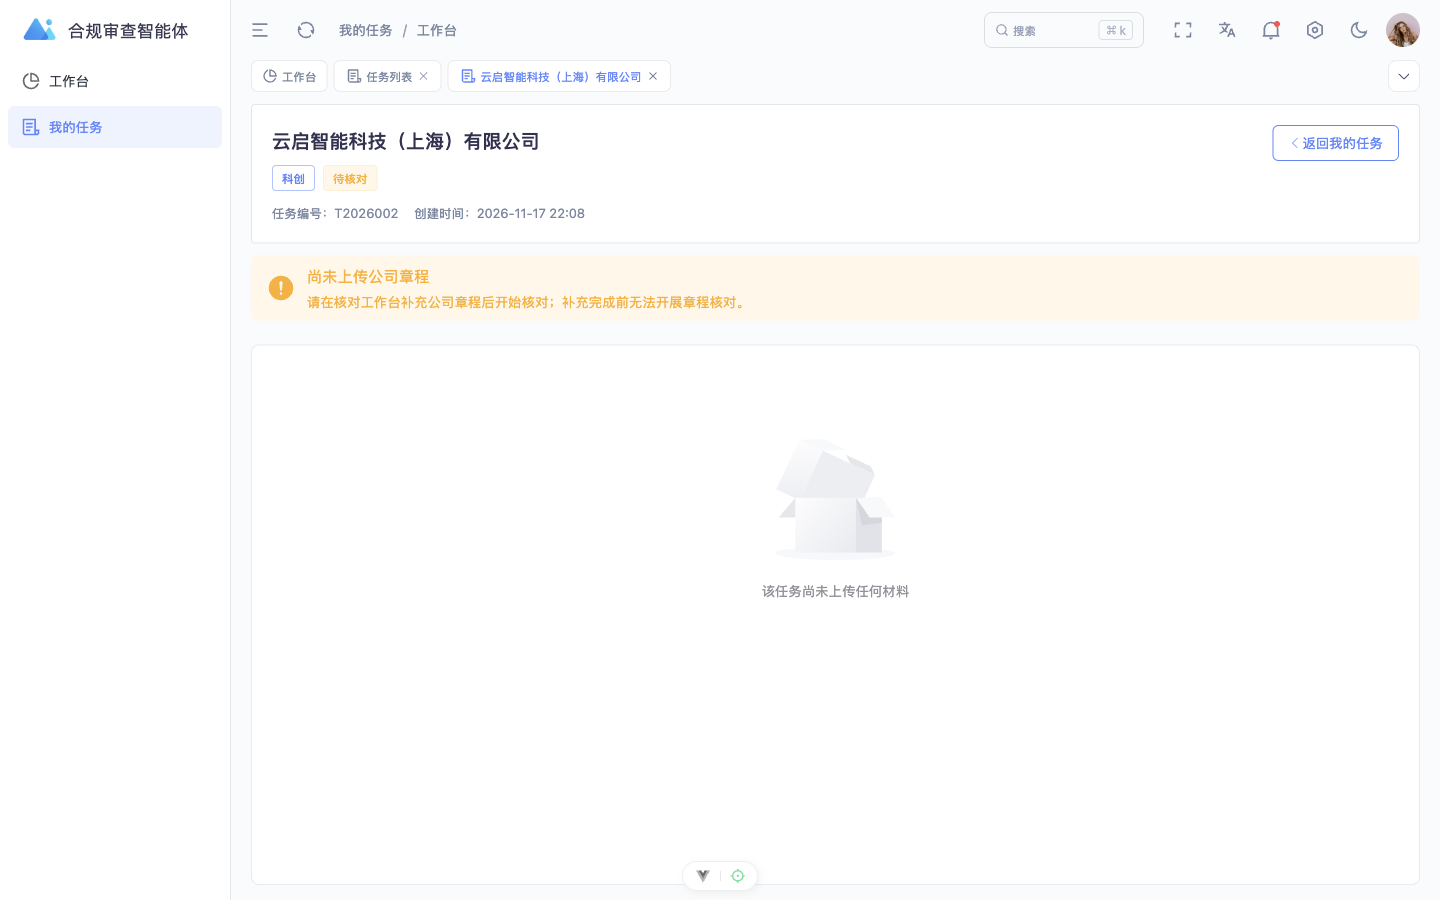 合规审查智能体
工作台
我的任务
我的任务 / 工作台
搜索
⌘ k
工作台
任务列表
云启智能科技（上海）有限公司
云启智能科技（上海）有限公司
返回我的任务
科创
待核对
任务编号：T2026002 创建时间：2026-11-17 22:08
尚未上传公司章程
请在核对工作台补充公司章程后开始核对；补充完成前无法开展章程核对。
该任务尚未上传任何材料